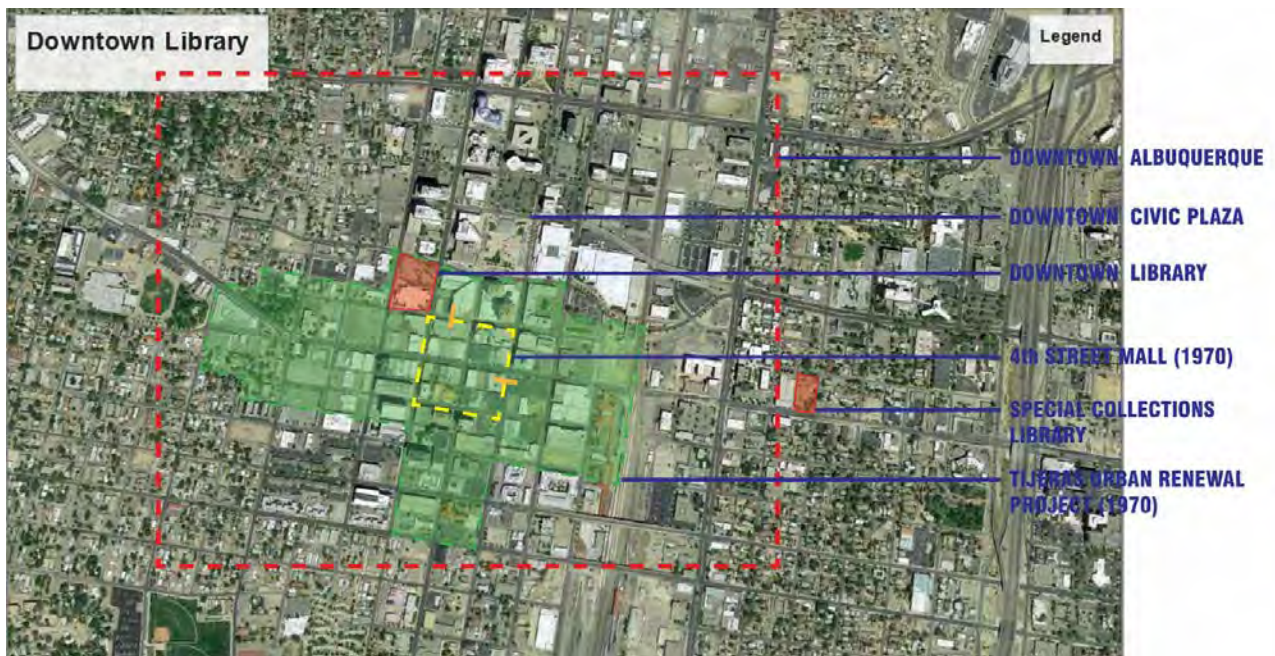 Downtown Library
Legend
DOWNTOWN ALBUQUERQUE
DOWNTOWN CIVIC PLAZA
DOWNTOWN LIBRARY
4th STREET MALL (1970)
SPECIAL COLLECTIONS
LIBRARY
TIJERAS URBAN RENEWAL
PROJECT (1970)